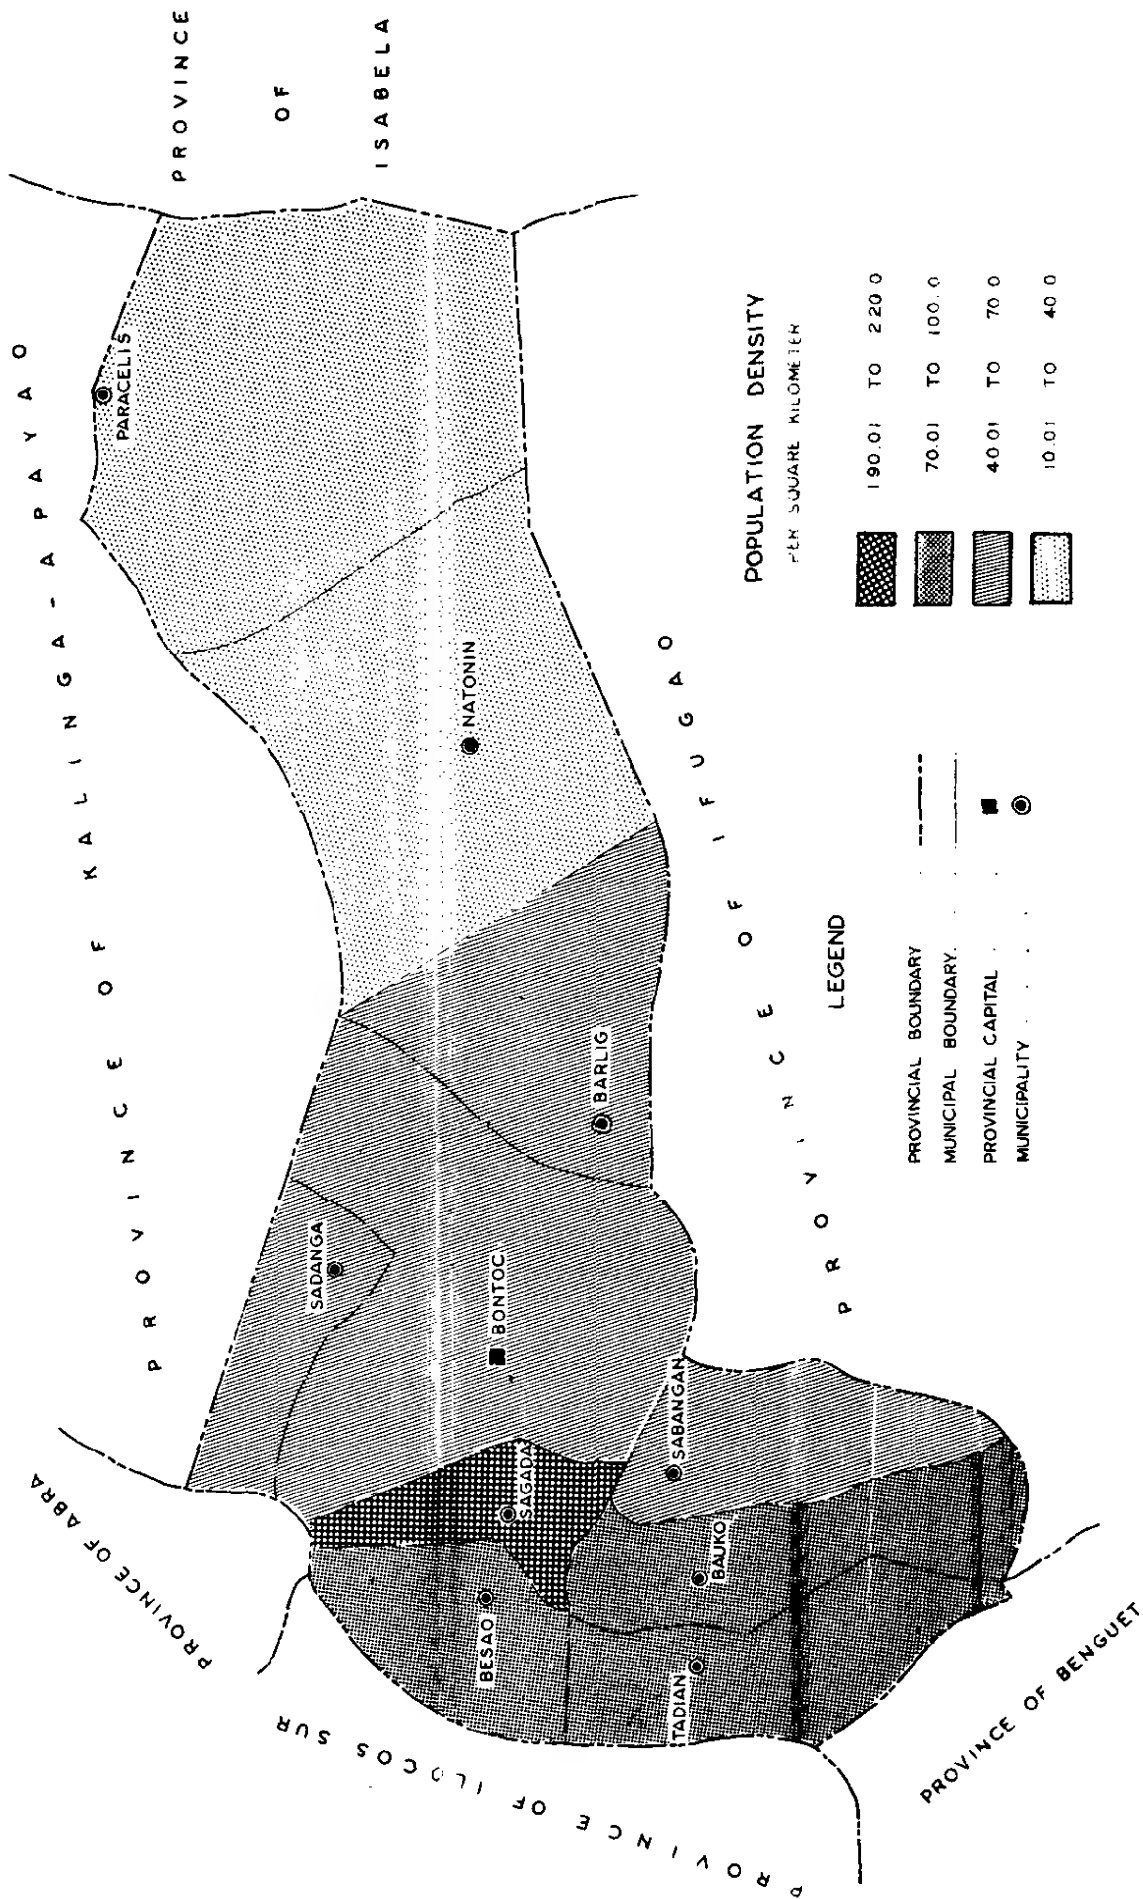 PROVINCE OF KALINGA - APAYAO
PROVINCE
OF
ISABELA
PROVINCE OF ABRA
PROVINCE OF ILOCOS SUR
PROVINCE OF BENGUET
PROVINCE OF IFUGAO
PARACELIS
NATONIN
SADANGA
BARLIG
BONTOC
SAGADA
SABANGAN
BESAO
BAUKO
TADIAN
LEGEND
PROVINCIAL BOUNDARY .
MUNICIPAL BOUNDARY. . .
PROVINCIAL CAPITAL . .
MUNICIPALITY . . . .
POPULATION DENSITY
PER SQUARE KILOMETER
190.01 TO 220 0
70.01 TO 100.0
40 01 TO 70 0
10.01 TO 40 0